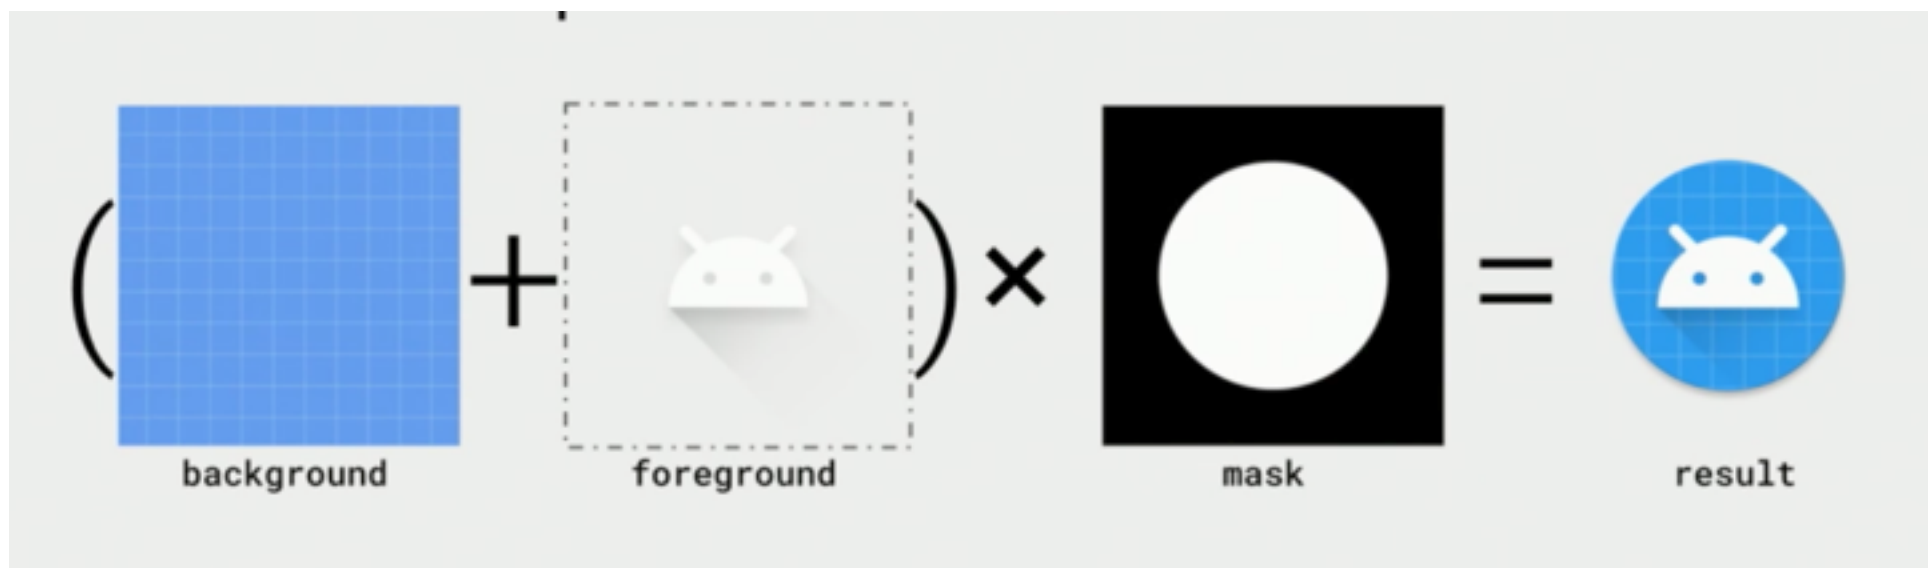 ( + ) × =
background foreground mask result